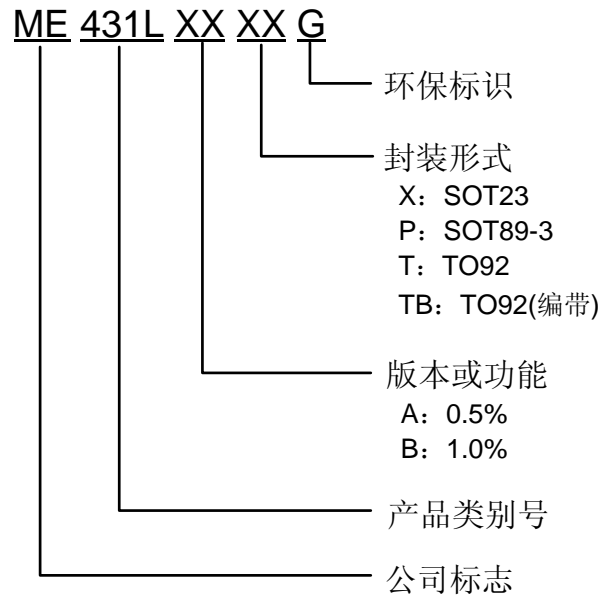 ME 431L XX XX G
环保标识
封装形式
X：SOT23
P：SOT89-3
T：TO92
TB：TO92(编带)
版本或功能
A：0.5%
B：1.0%
产品类别号
公司标志